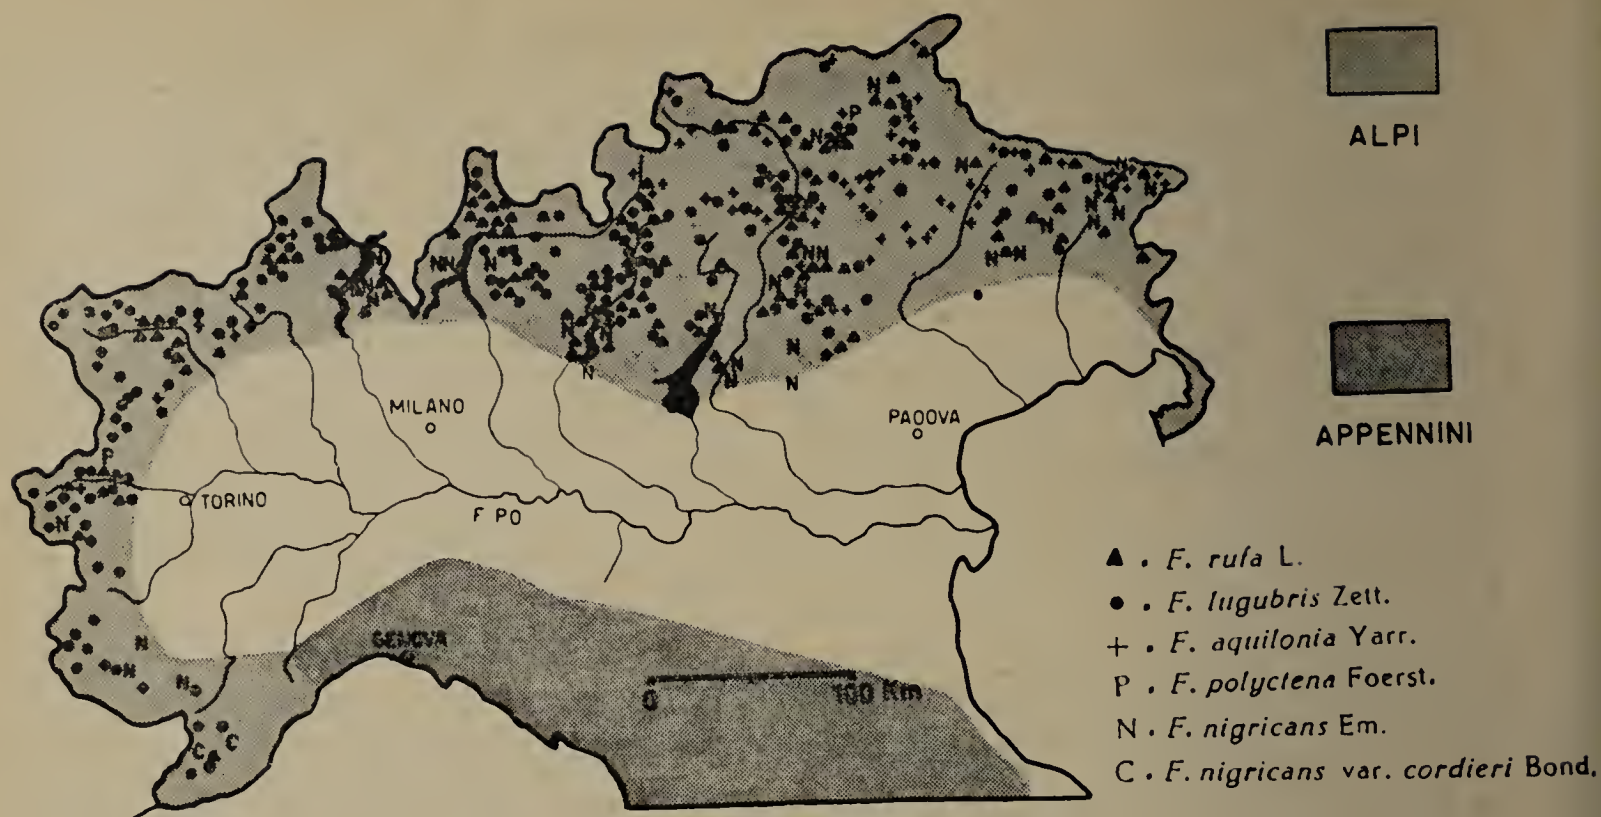 ALPI
APPENNINI
MILANO
PADOVA
TORINO
F PO
GENOVA
0 100 Km
▲ . F. rufa L.
● . F. lugubris Zett.
+ . F. aquilonia Yarr.
P . F. polyctena Foerst.
N . F. nigricans Em.
C . F. nigricans var. cordieri Bond.